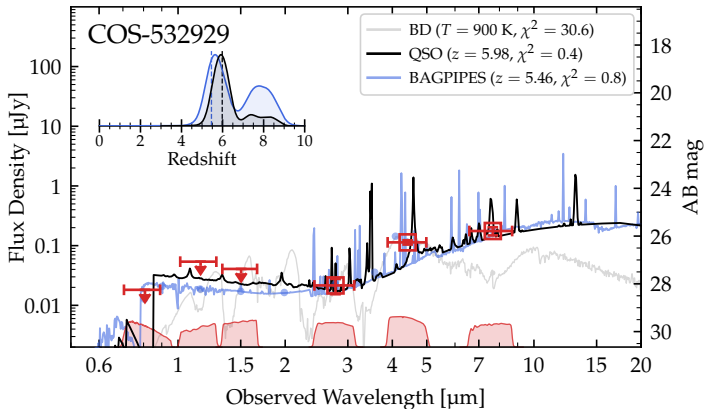 COS-532929
BD (T = 900 K, χ² = 30.6)
QSO (z = 5.98, χ² = 0.4)
BAGPIPES (z = 5.46, χ² = 0.8)
0 2 4 6 8 10
Redshift
Flux Density [µJy]
100
10
1
0.1
0.01
AB mag
18
20
22
24
26
28
30
0.6 1 1.5 2 3 4 5 7 10 15 20
Observed Wavelength [µm]